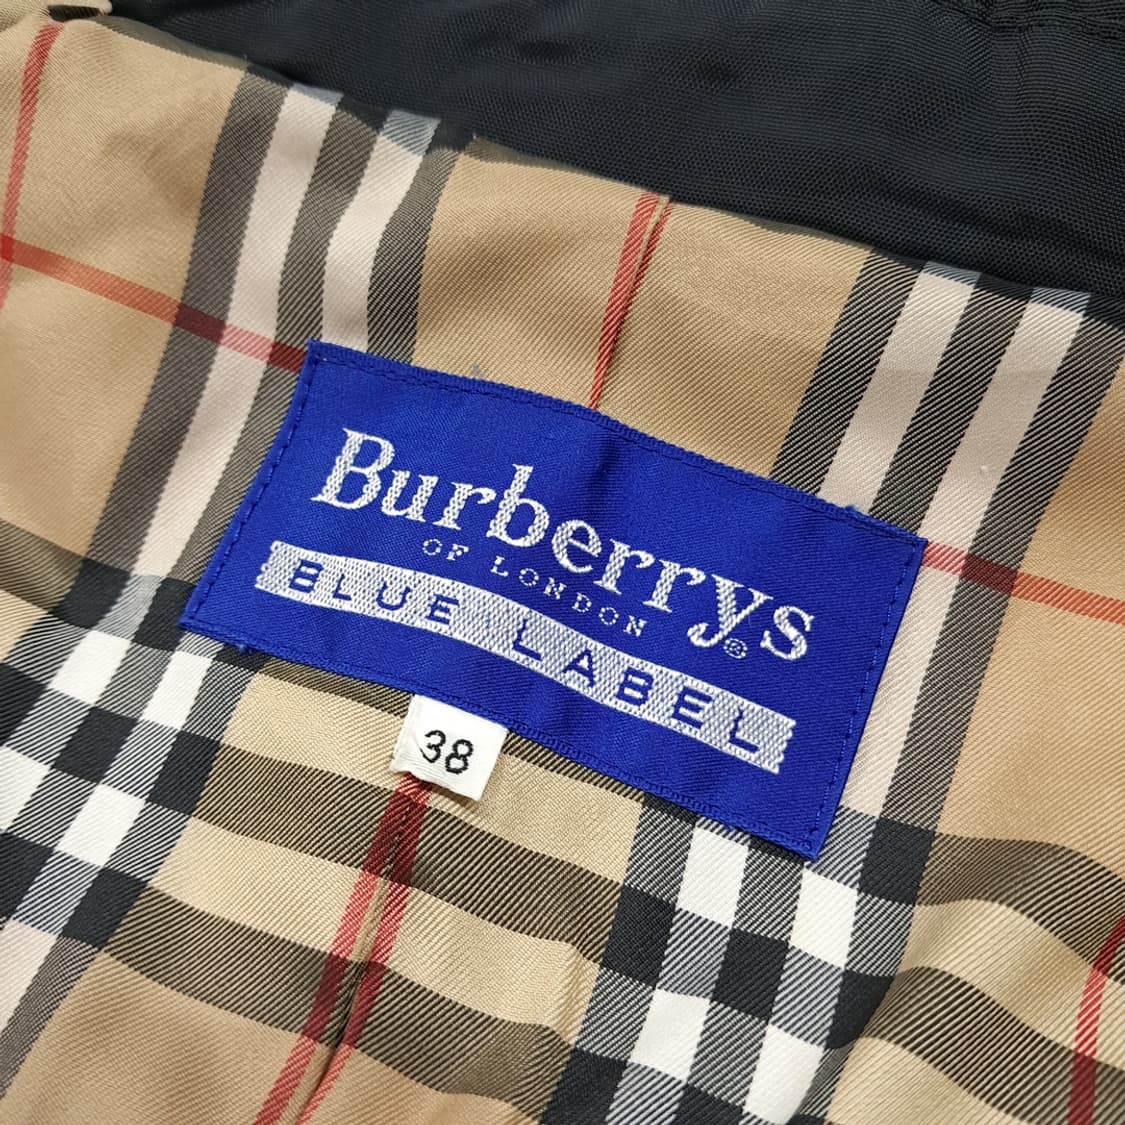 Burberrys®
OF LONDON
BLUE LABEL
38